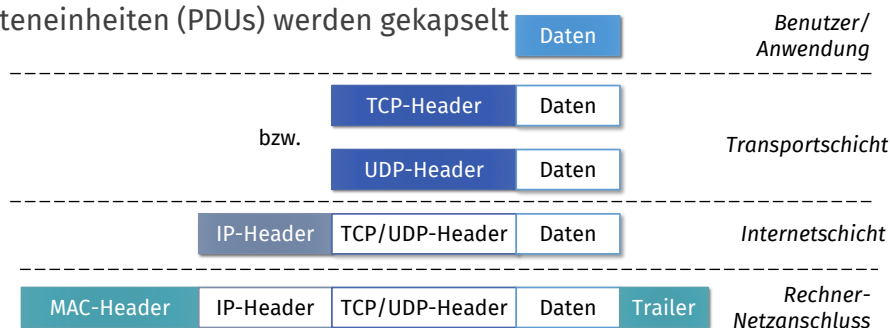 teneinheiten (PDUs) werden gekapselt
Daten
Benutzer/
Anwendung
TCP-Header Daten
bzw.
Transportschicht
UDP-Header Daten
IP-Header TCP/UDP-Header Daten
Internetschicht
MAC-Header IP-Header TCP/UDP-Header Daten Trailer
Rechner-
Netzanschluss